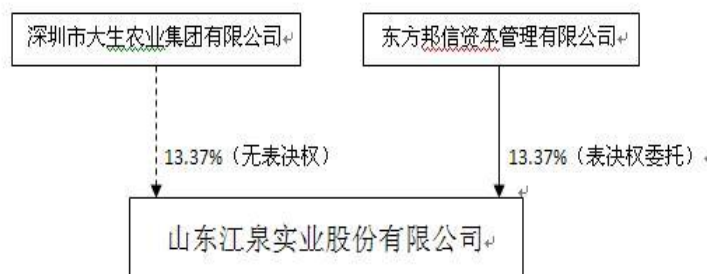 深圳市大生农业集团有限公司
东方邦信资本管理有限公司
13.37%（无表决权）
13.37%（表决权委托）
山东江泉实业股份有限公司